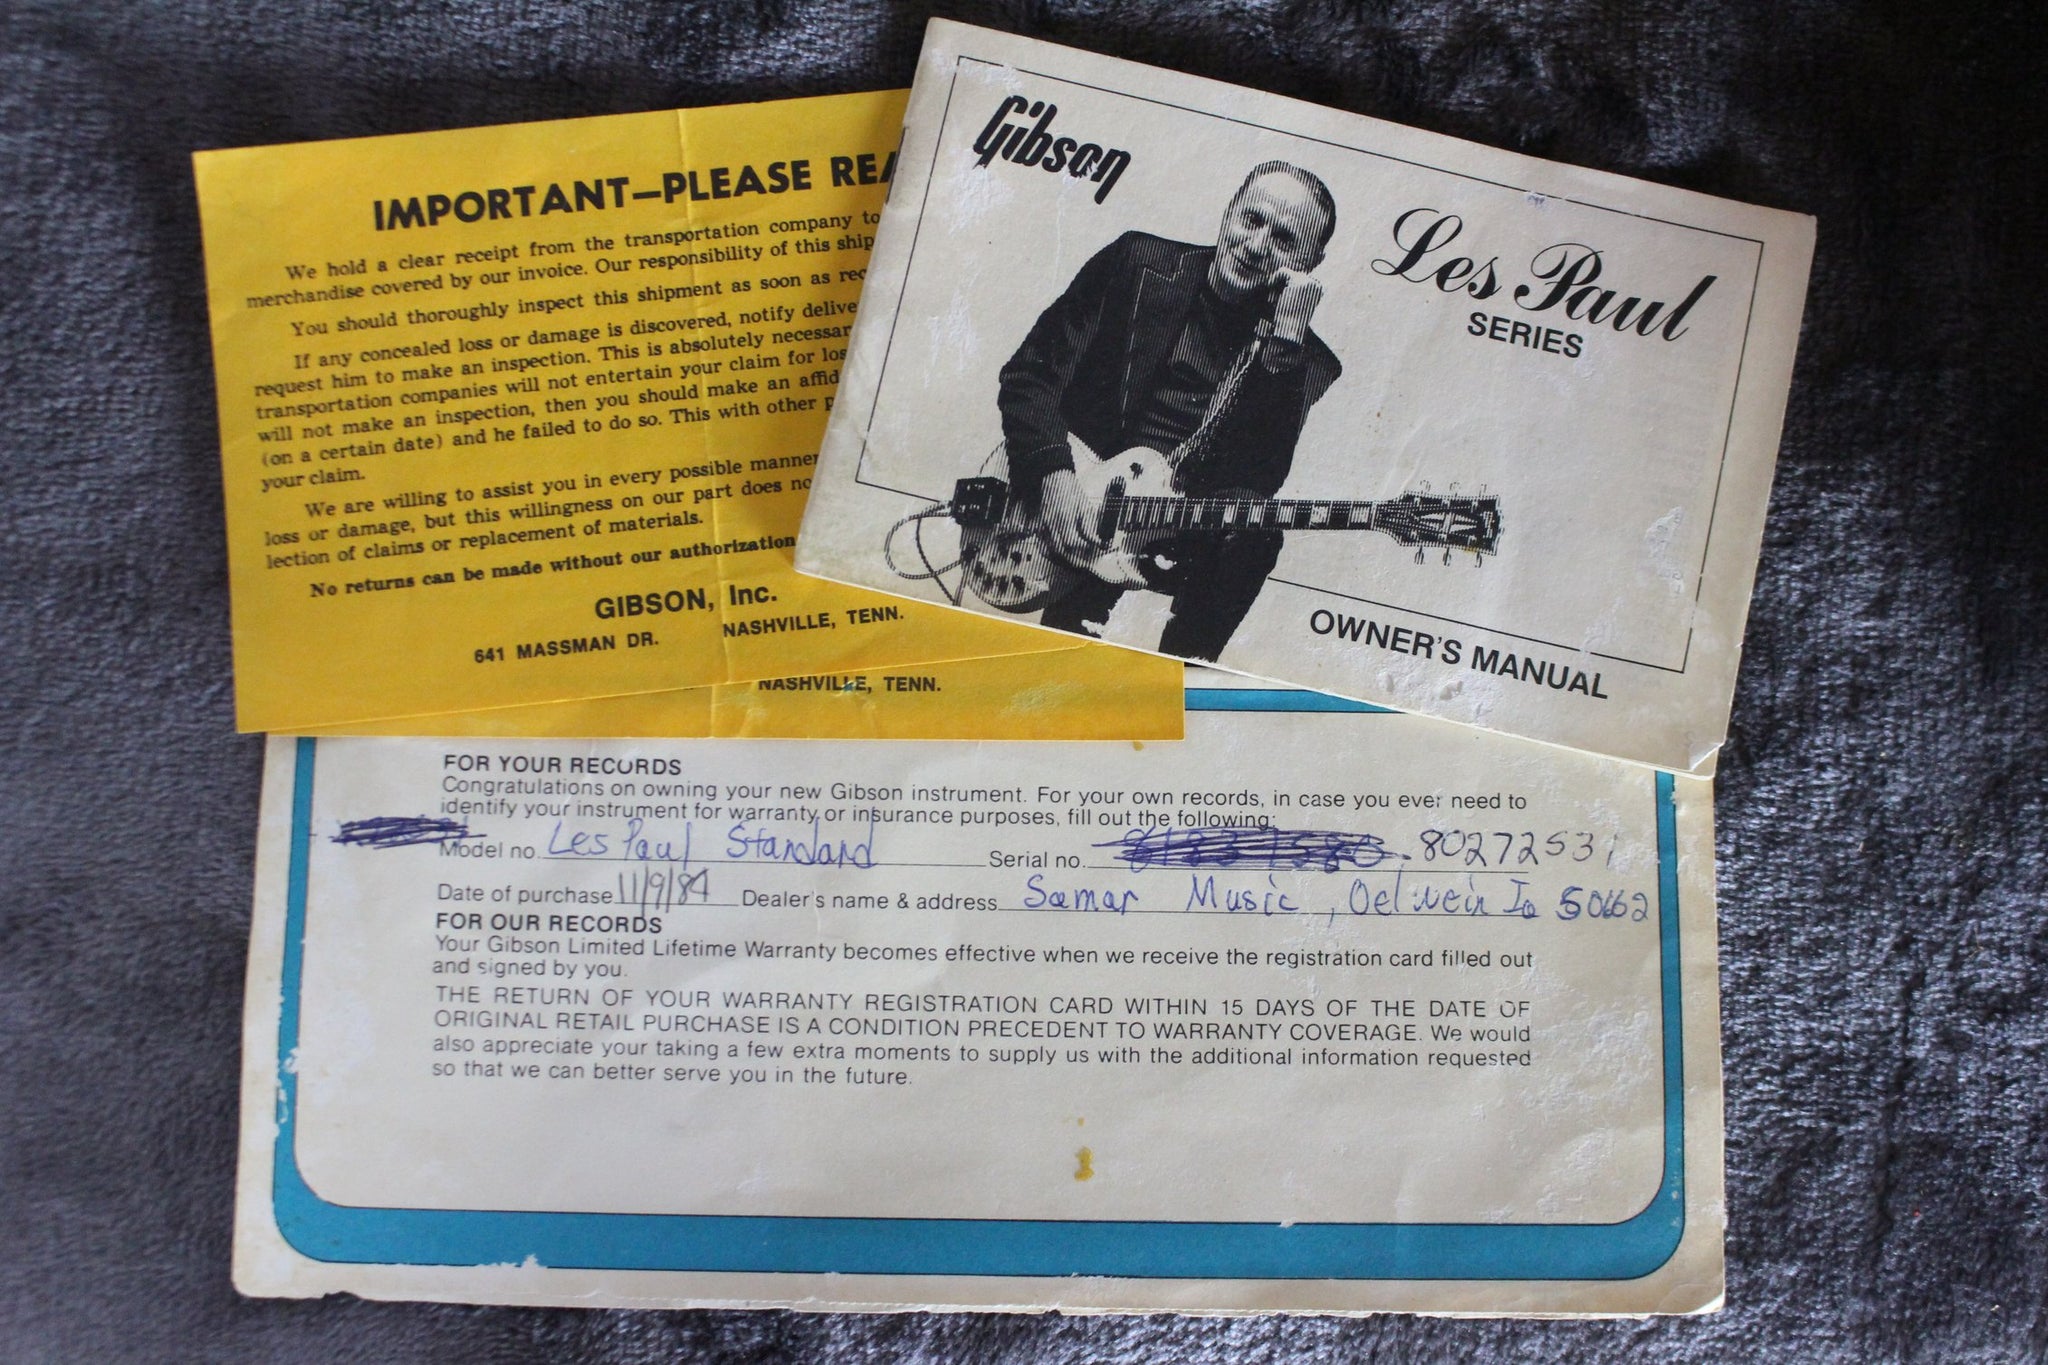 IMPORTANT—PLEASE REA
We hold a clear receipt from the transportation company to
merchandise covered by our invoice. Our responsibility of this ship
You should thoroughly inspect this shipment as soon as rec
If any concealed loss or damage is discovered, notify delive
request him to make an inspection. This is absolutely necessar
transportation companies will not entertain your claim for los
will not make an inspection, then you should make an affid
(on a certain date) and he failed to do so. This with other p
your claim.
We are willing to assist you in every possible manner
loss or damage, but this willingness on our part does no
lection of claims or replacement of materials.
No returns can be made without our authorization
GIBSON, Inc.
641 MASSMAN DR. NASHVILLE, TENN.
NASHVILLE, TENN.
Gibson
Les Paul
SERIES
OWNER'S MANUAL
FOR YOUR RECORDS
Congratulations on owning your new Gibson instrument. For your own records, in case you ever need to
identify your instrument for warranty or insurance purposes, fill out the following:
Model no. Les Paul Standard Serial no. 80272531
Date of purchase 11/9/84 Dealer's name & address Samar Music, Oelwein Ia 50662
FOR OUR RECORDS
Your Gibson Limited Lifetime Warranty becomes effective when we receive the registration card filled out
and signed by you.
THE RETURN OF YOUR WARRANTY REGISTRATION CARD WITHIN 15 DAYS OF THE DATE OF
ORIGINAL RETAIL PURCHASE IS A CONDITION PRECEDENT TO WARRANTY COVERAGE. We would
also appreciate your taking a few extra moments to supply us with the additional information requested
so that we can better serve you in the future.